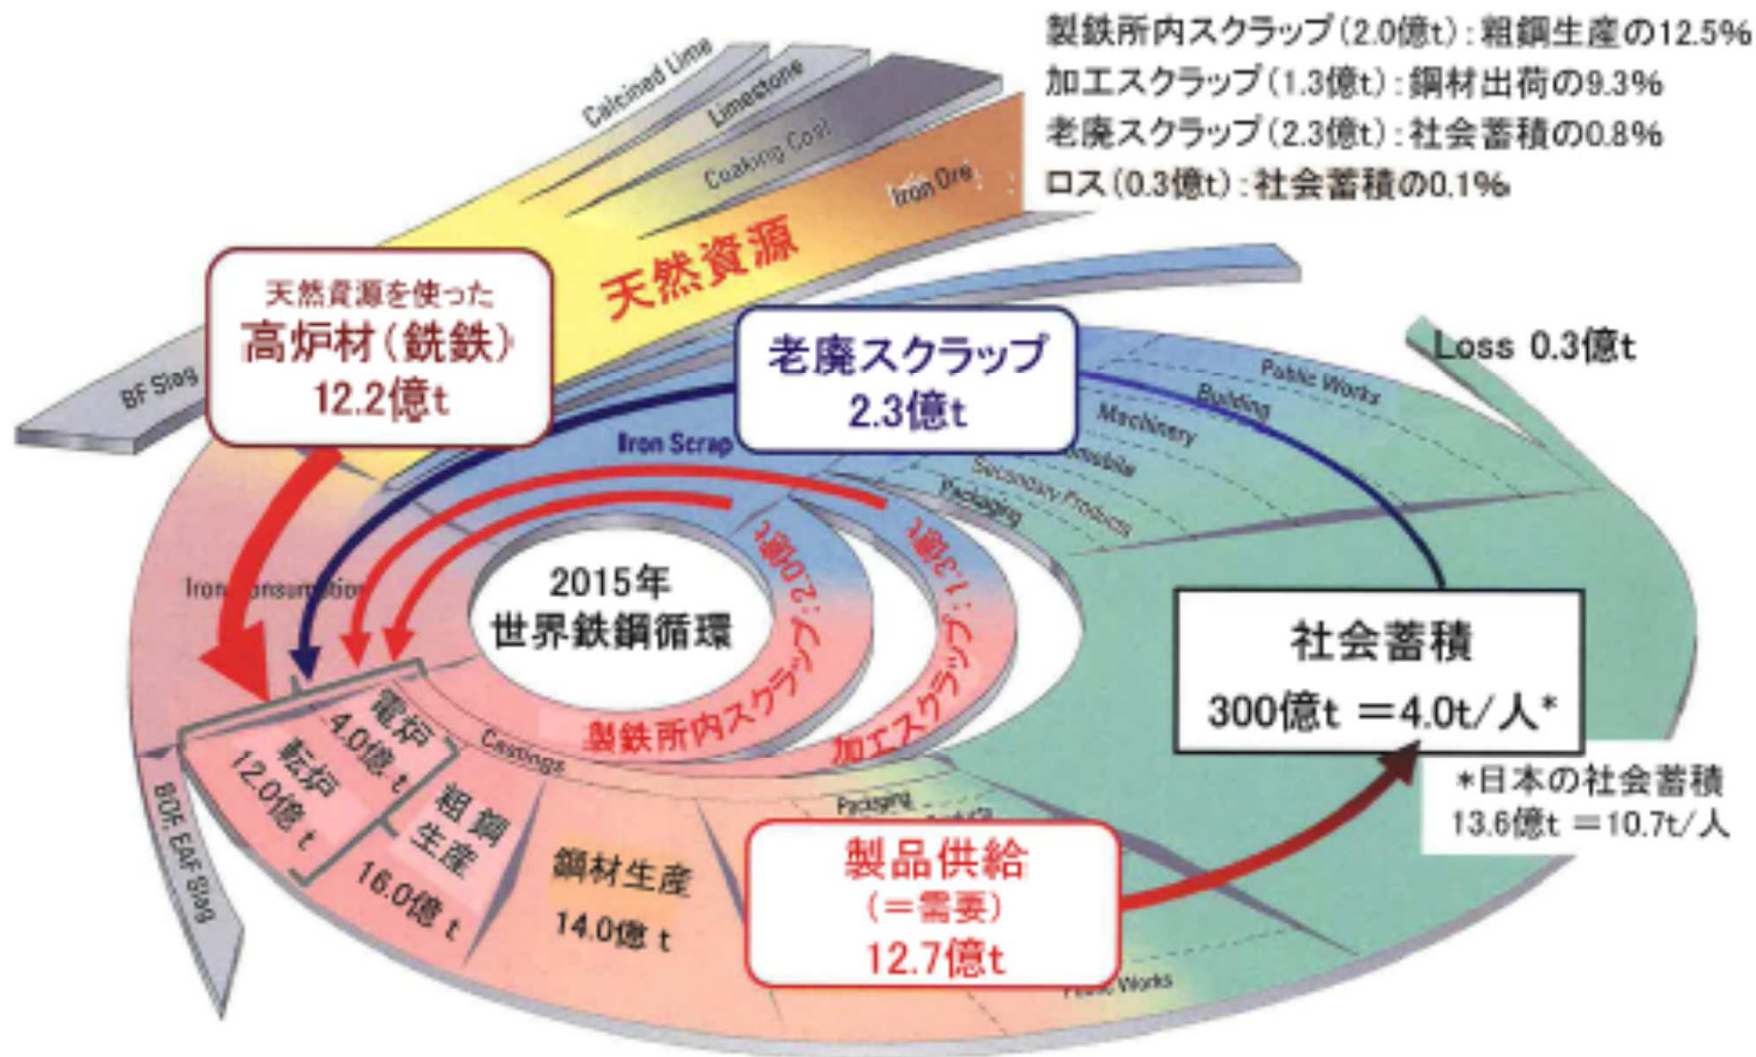 製鉄所内スクラップ(2.0億t):粗鋼生産の12.5%
加工スクラップ(1.3億t):鋼材出荷の9.3%
老廃スクラップ(2.3億t):社会蓄積の0.8%
ロス(0.3億t):社会蓄積の0.1%
Calcined Lime
Limestone
Coaking Coal
Iron Ore
天然資源
天然資源を使った
高炉材(銑鉄)
12.2億t
BF Slag
老廃スクラップ
2.3億t
Loss 0.3億t
Public Works
Building
Machinery
Secondary Products
Packaging
Iron Scrap
Iron Consumption
2015年
世界鉄鋼循環
製鉄所内スクラップ:2.0億t
加工スクラップ:1.3億t
社会蓄積
300億t =4.0t/人*
*日本の社会蓄積
13.6億t =10.7t/人
電炉
4.0億 t
転炉
12.0億 t
Castings
粗鋼
生産
16.0億 t
鋼材生産
14.0億 t
Packaging
製品供給
(=需要)
12.7億t
Public Works
BOF, EAF Slag